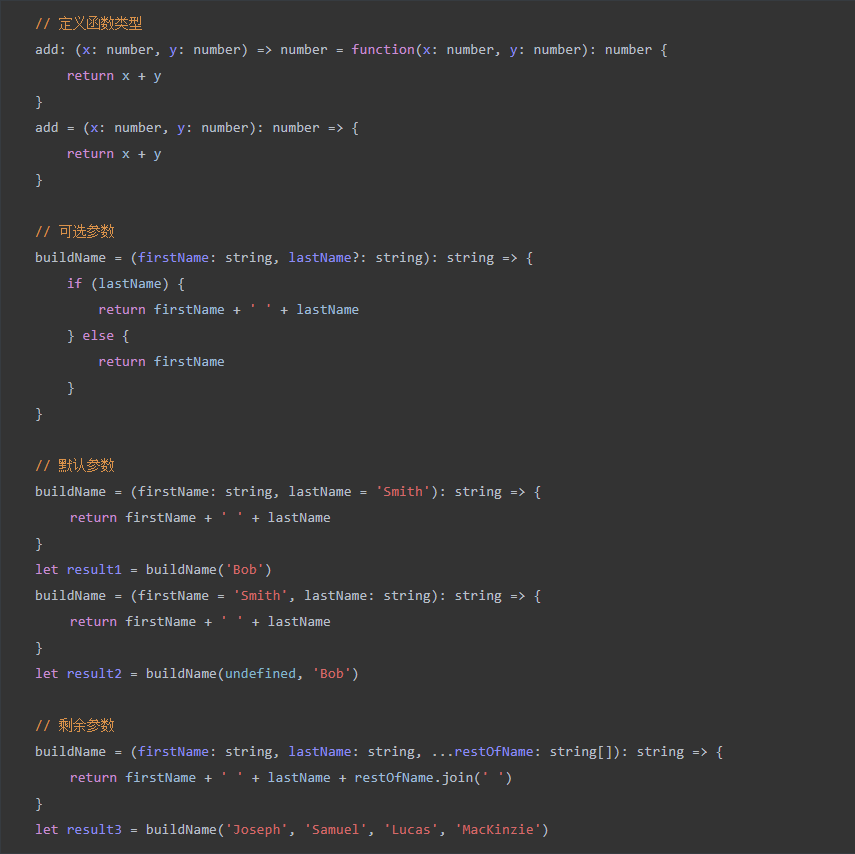 // 定义函数类型
add: (x: number, y: number) => number = function(x: number, y: number): number {
    return x + y
}
add = (x: number, y: number): number => {
    return x + y
}

// 可选参数
buildName = (firstName: string, lastName?: string): string => {
    if (lastName) {
        return firstName + ' ' + lastName
    } else {
        return firstName
    }
}

// 默认参数
buildName = (firstName: string, lastName = 'Smith'): string => {
    return firstName + ' ' + lastName
}
let result1 = buildName('Bob')
buildName = (firstName = 'Smith', lastName: string): string => {
    return firstName + ' ' + lastName
}
let result2 = buildName(undefined, 'Bob')

// 剩余参数
buildName = (firstName: string, lastName: string, ...restOfName: string[]): string => {
    return firstName + ' ' + lastName + restOfName.join(' ')
}
let result3 = buildName('Joseph', 'Samuel', 'Lucas', 'MacKinzie')